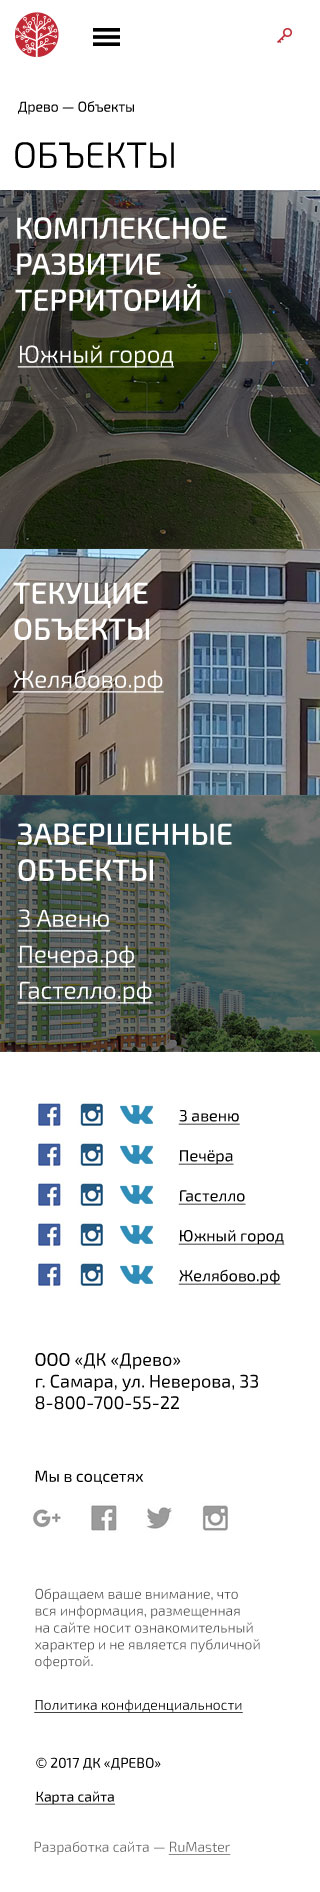 Древо — Объекты
ОБЪЕКТЫ
КОМПЛЕКСНОЕ
РАЗВИТИЕ
ТЕРРИТОРИЙ
Южный город
ТЕКУЩИЕ
ОБЪЕКТЫ
Желябово.рф
ЗАВЕРШЕННЫЕ
ОБЪЕКТЫ
3 Авеню
Печера.рф
Гастелло.рф
3 авеню
Печёра
Гастелло
Южный город
Желябово.рф
ООО «ДК «Древо»
г. Самара, ул. Неверова, 33
8-800-700-55-22
Мы в соцсетях
Обращаем ваше внимание, что
вся информация, размещенная
на сайте носит ознакомительный
характер и не является публичной
офертой.
Политика конфиденциальности
© 2017 ДК «ДРЕВО»
Карта сайта
Разработка сайта — RuMaster